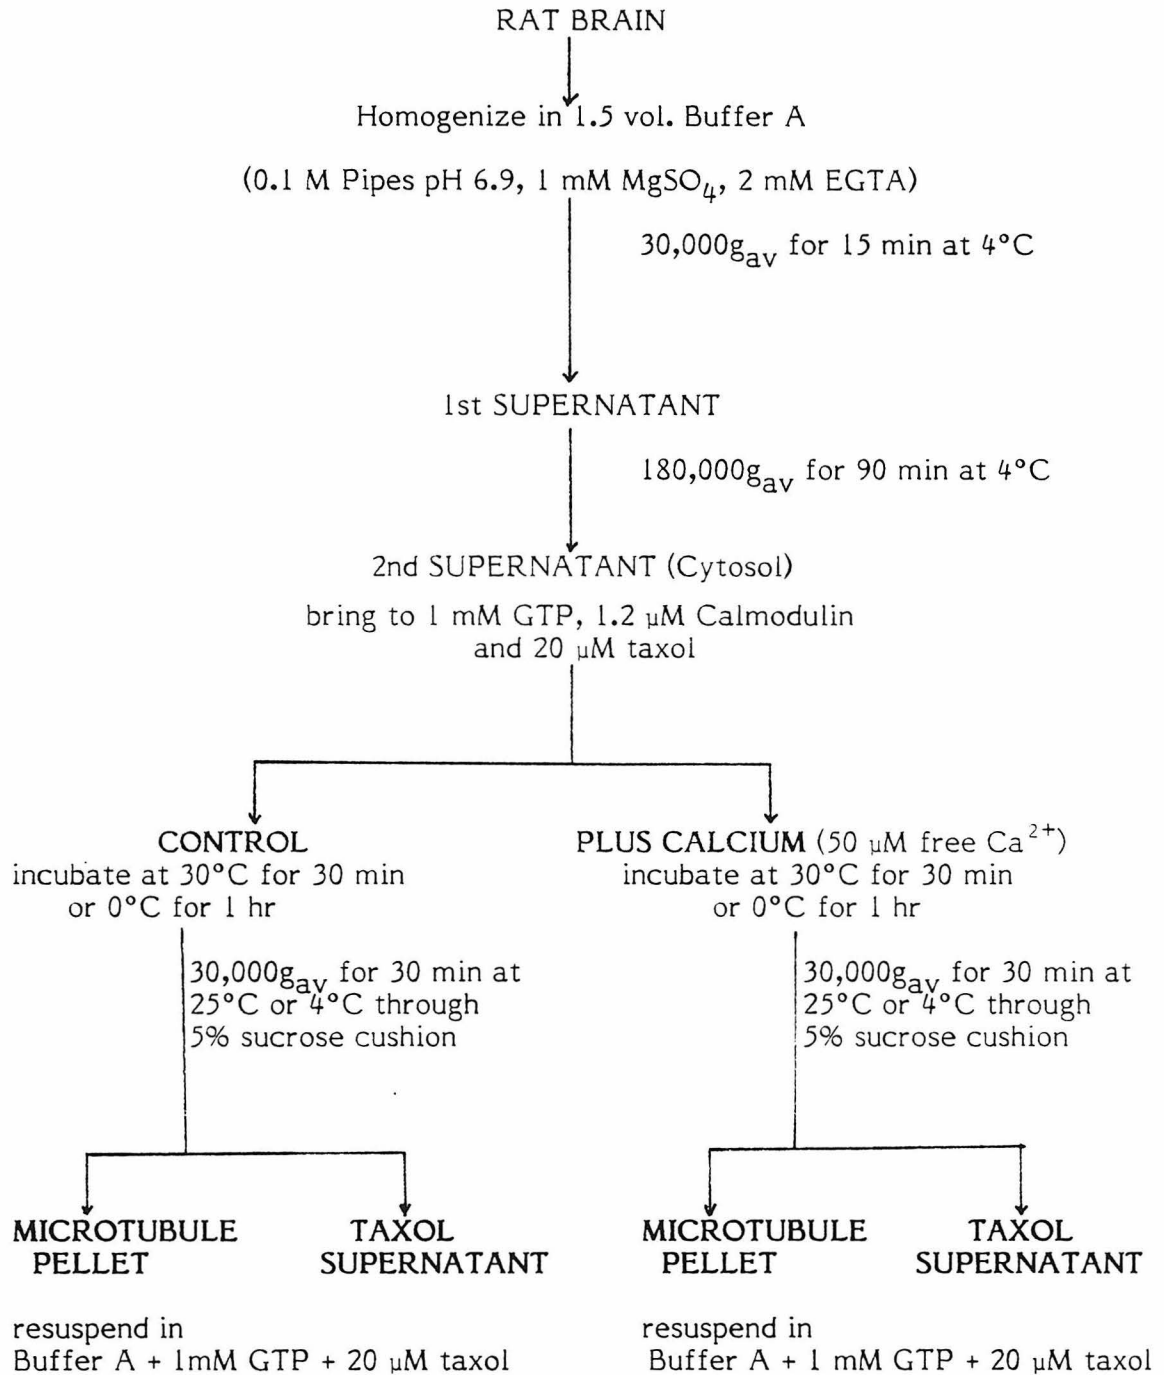 RAT BRAIN
Homogenize in 1.5 vol. Buffer A
(0.1 M Pipes pH 6.9, 1 mM MgSO₄, 2 mM EGTA)
30,000g_av for 15 min at 4°C
1st SUPERNATANT
180,000g_av for 90 min at 4°C
2nd SUPERNATANT (Cytosol)
bring to 1 mM GTP, 1.2 μM Calmodulin
and 20 μM taxol
CONTROL
incubate at 30°C for 30 min
or 0°C for 1 hr
30,000g_av for 30 min at
25°C or 4°C through
5% sucrose cushion
PLUS CALCIUM (50 μM free Ca²⁺)
incubate at 30°C for 30 min
or 0°C for 1 hr
30,000g_av for 30 min at
25°C or 4°C through
5% sucrose cushion
MICROTUBULE
PELLET
TAXOL
SUPERNATANT
MICROTUBULE
PELLET
TAXOL
SUPERNATANT
resuspend in
Buffer A + 1mM GTP + 20 μM taxol
resuspend in
Buffer A + 1 mM GTP + 20 μM taxol